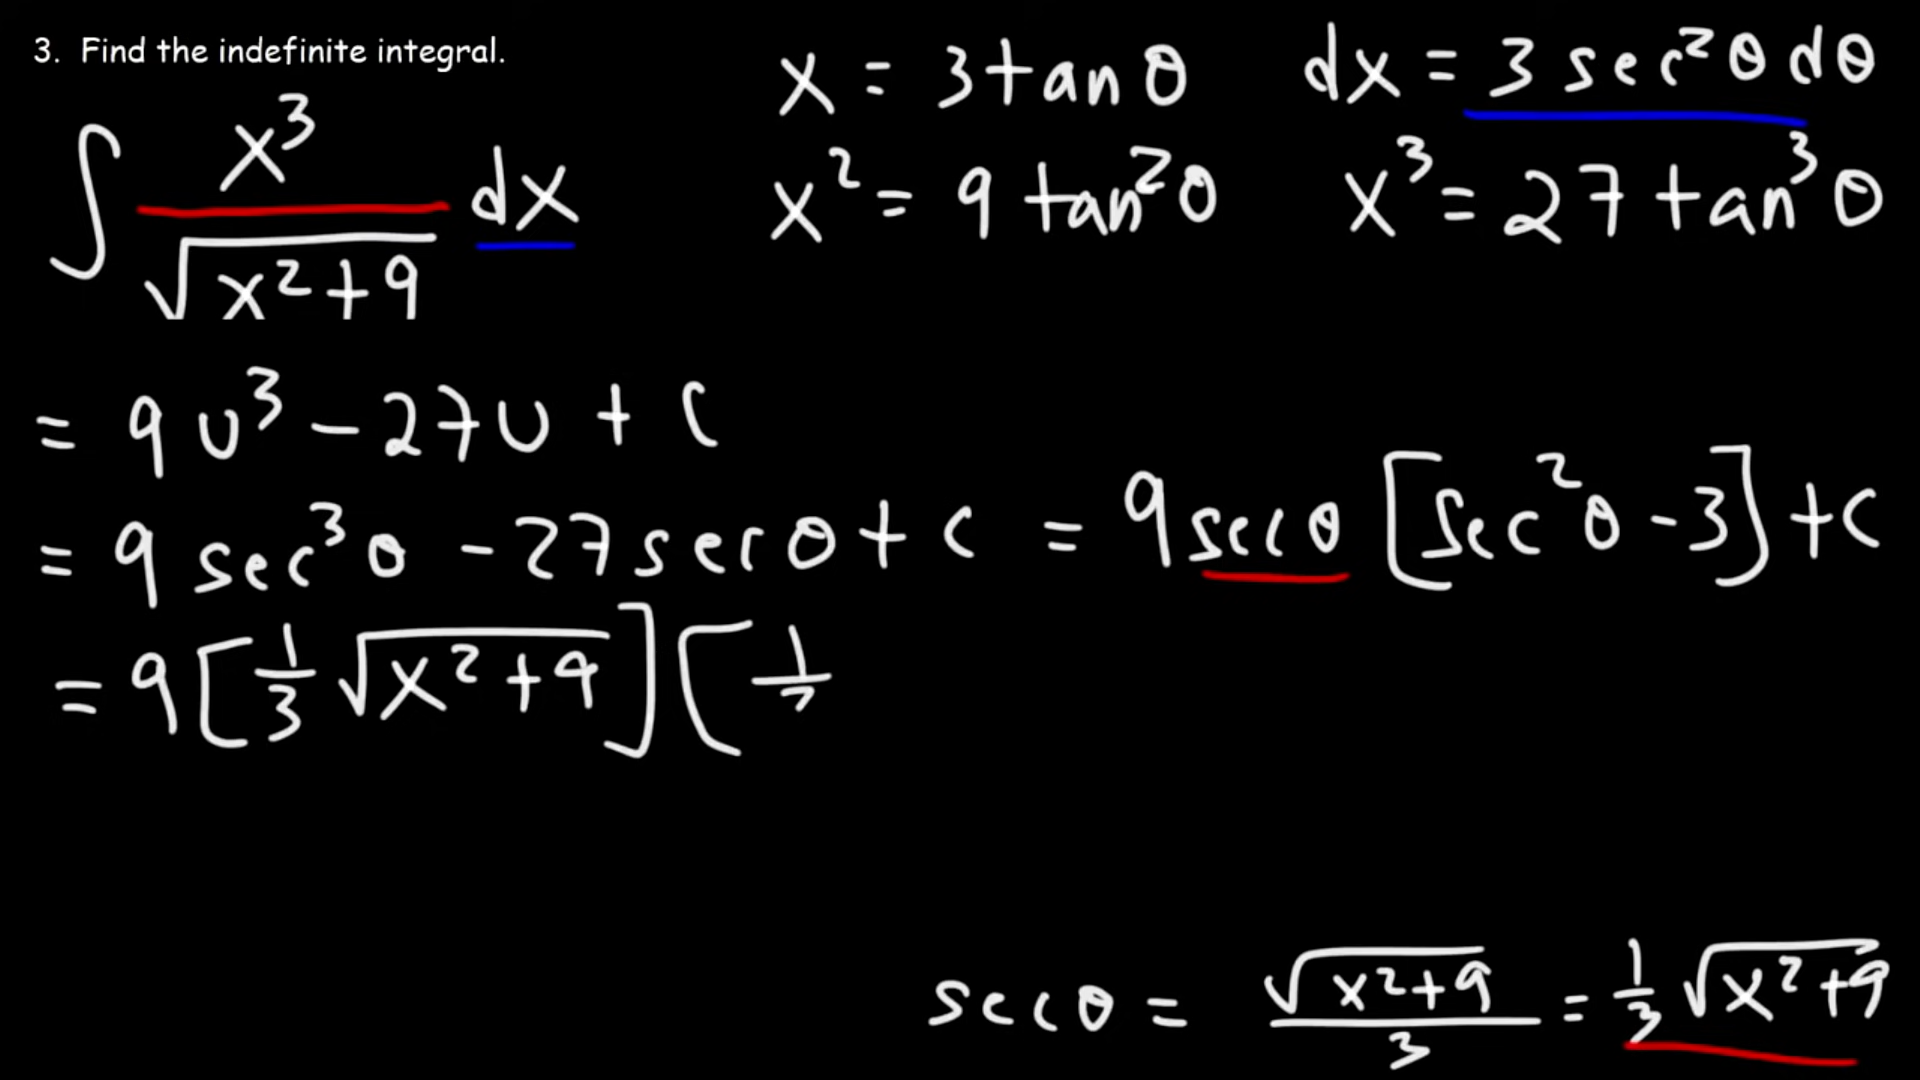 3. Find the indefinite integral.
∫ x³/√(x²+9) dx
x = 3tanθ
dx = 3 sec²θ dθ
x² = 9 tan²θ
x³ = 27 tan³θ
= 9u³ − 27u + C
= 9 sec³θ − 27 secθ + C = 9 secθ [sec²θ − 3] + C
= 9[1/3 √(x²+9)] [1/
secθ = √(x²+9)/3 = 1/3 √(x²+9)